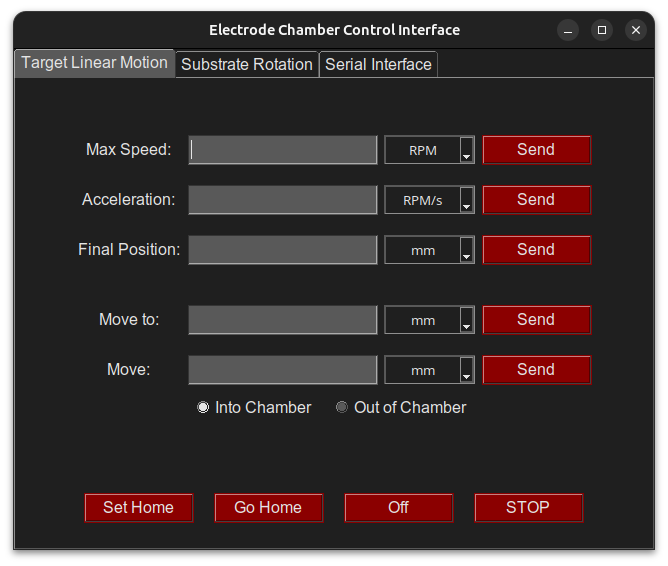 Electrode Chamber Control Interface
Target Linear Motion Substrate Rotation Serial Interface
Max Speed: RPM Send
Acceleration: RPM/s Send
Final Position: mm Send
Move to: mm Send
Move: mm Send
Into Chamber Out of Chamber
Set Home Go Home Off STOP